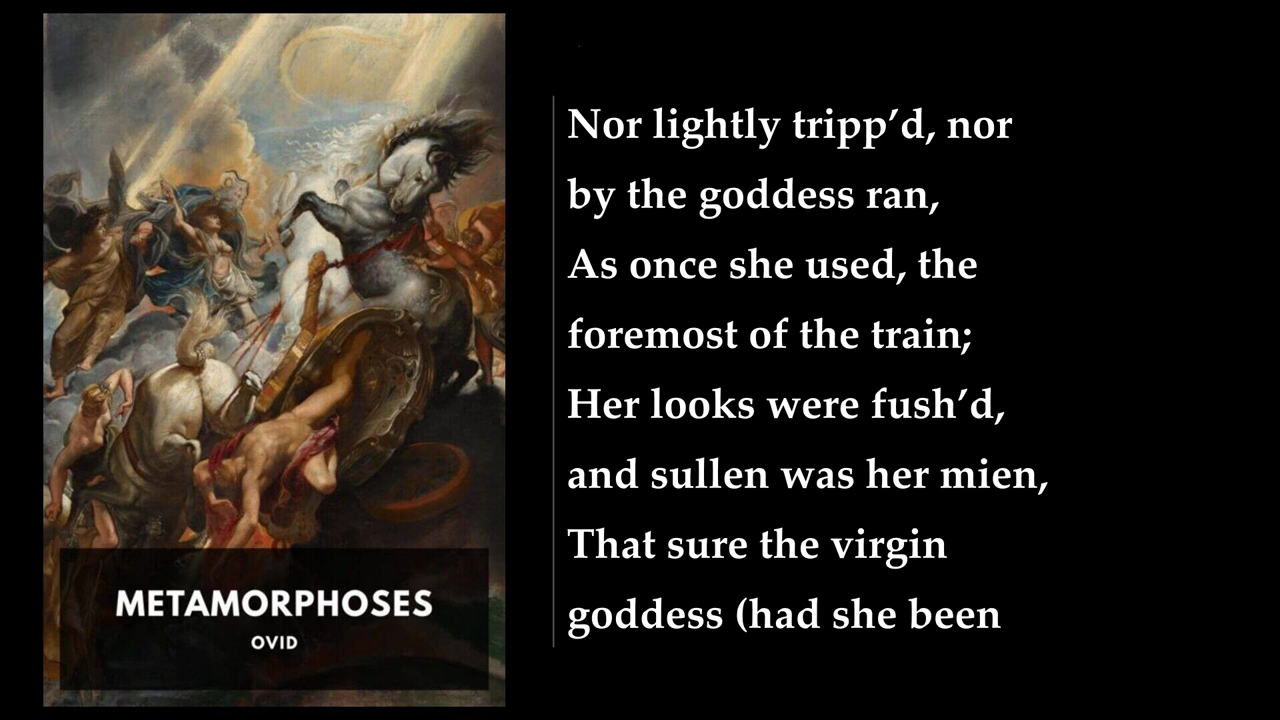 METAMORPHOSES
OVID
Nor lightly tripp’d, nor
by the goddess ran,
As once she used, the
foremost of the train;
Her looks were fush’d,
and sullen was her mien,
That sure the virgin
goddess (had she been